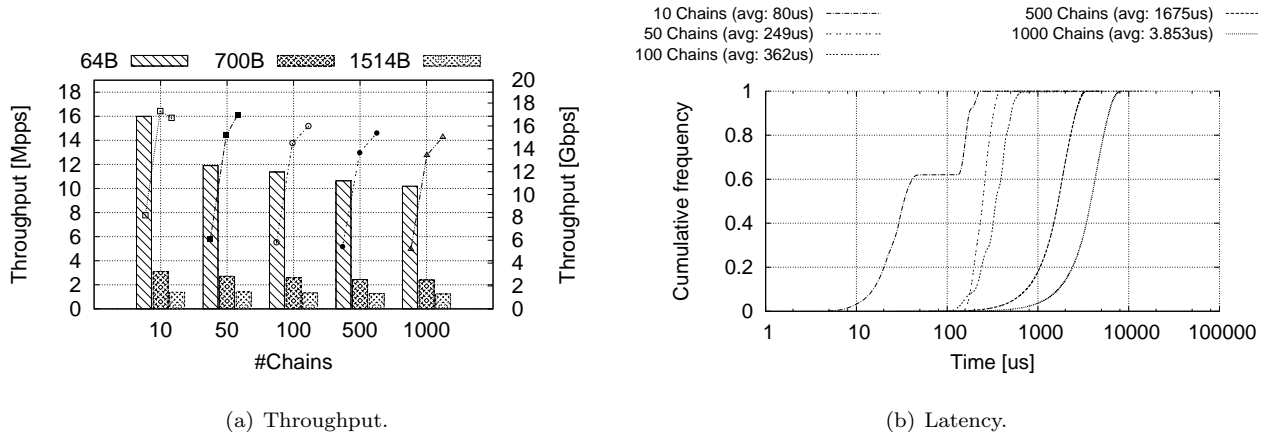 64B 700B 1514B
Throughput [Mpps]
18
16
14
12
10
8
6
4
2
0
10 50 100 500 1000
#Chains
20
18
16
14
12
10
8
6
4
2
0
Throughput [Gbps]
(a) Throughput.
10 Chains (avg: 80us)
50 Chains (avg: 249us)
100 Chains (avg: 362us)
500 Chains (avg: 1675us)
1000 Chains (avg: 3.853us)
Cumulative frequency
1
0.8
0.6
0.4
0.2
0
1 10 100 1000 10000 100000
Time [us]
(b) Latency.